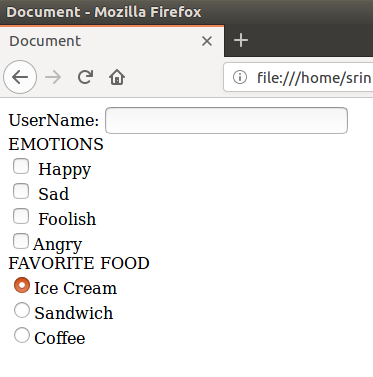 Document - Mozilla Firefox
Document
file:///home/srin
UserName:
EMOTIONS
Happy
Sad
Foolish
Angry
FAVORITE FOOD
Ice Cream
Sandwich
Coffee